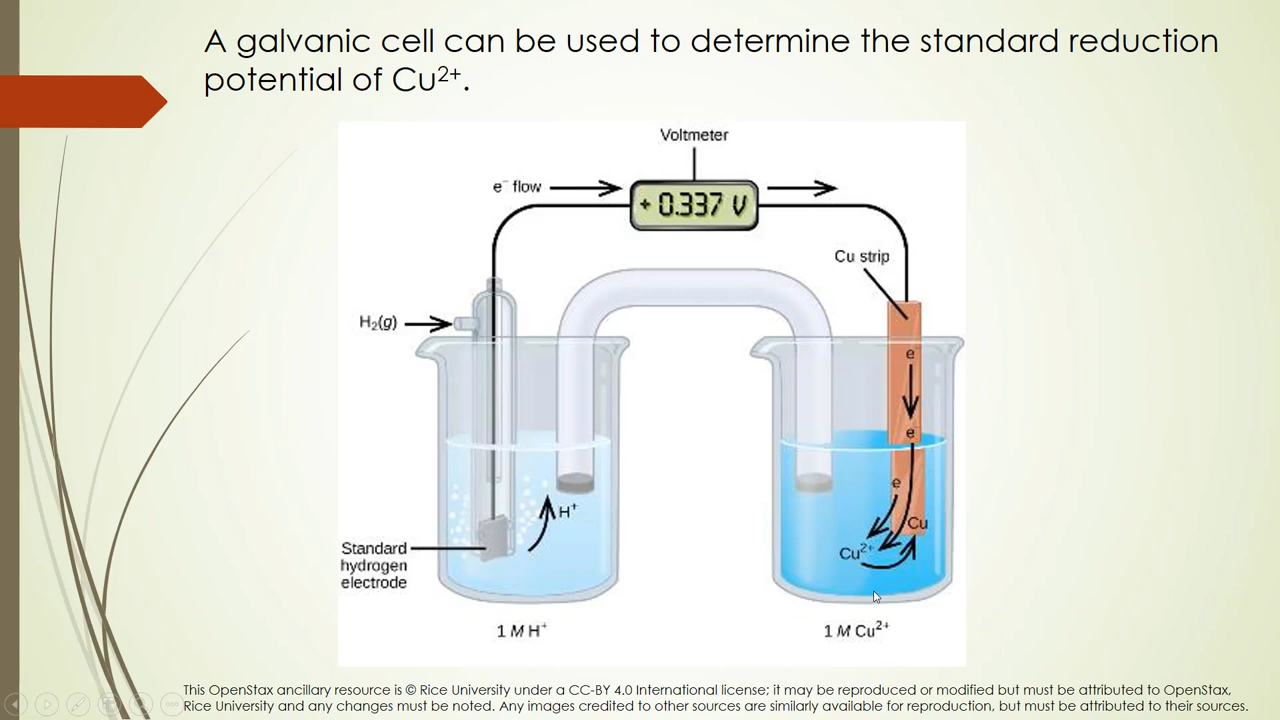 A galvanic cell can be used to determine the standard reduction
potential of Cu²⁺.
Voltmeter
e⁻ flow
+ 0.337 V
Cu strip
H₂(g)
e⁻
e⁻
e⁻
H⁺
Cu
Standard
hydrogen
electrode
Cu²⁺
1 M H⁺
1 M Cu²⁺
This OpenStax ancillary resource is © Rice University under a CC-BY 4.0 International license; it may be reproduced or modified but must be attributed to OpenStax,
Rice University and any changes must be noted. Any images credited to other sources are similarly available for reproduction, but must be attributed to their sources.